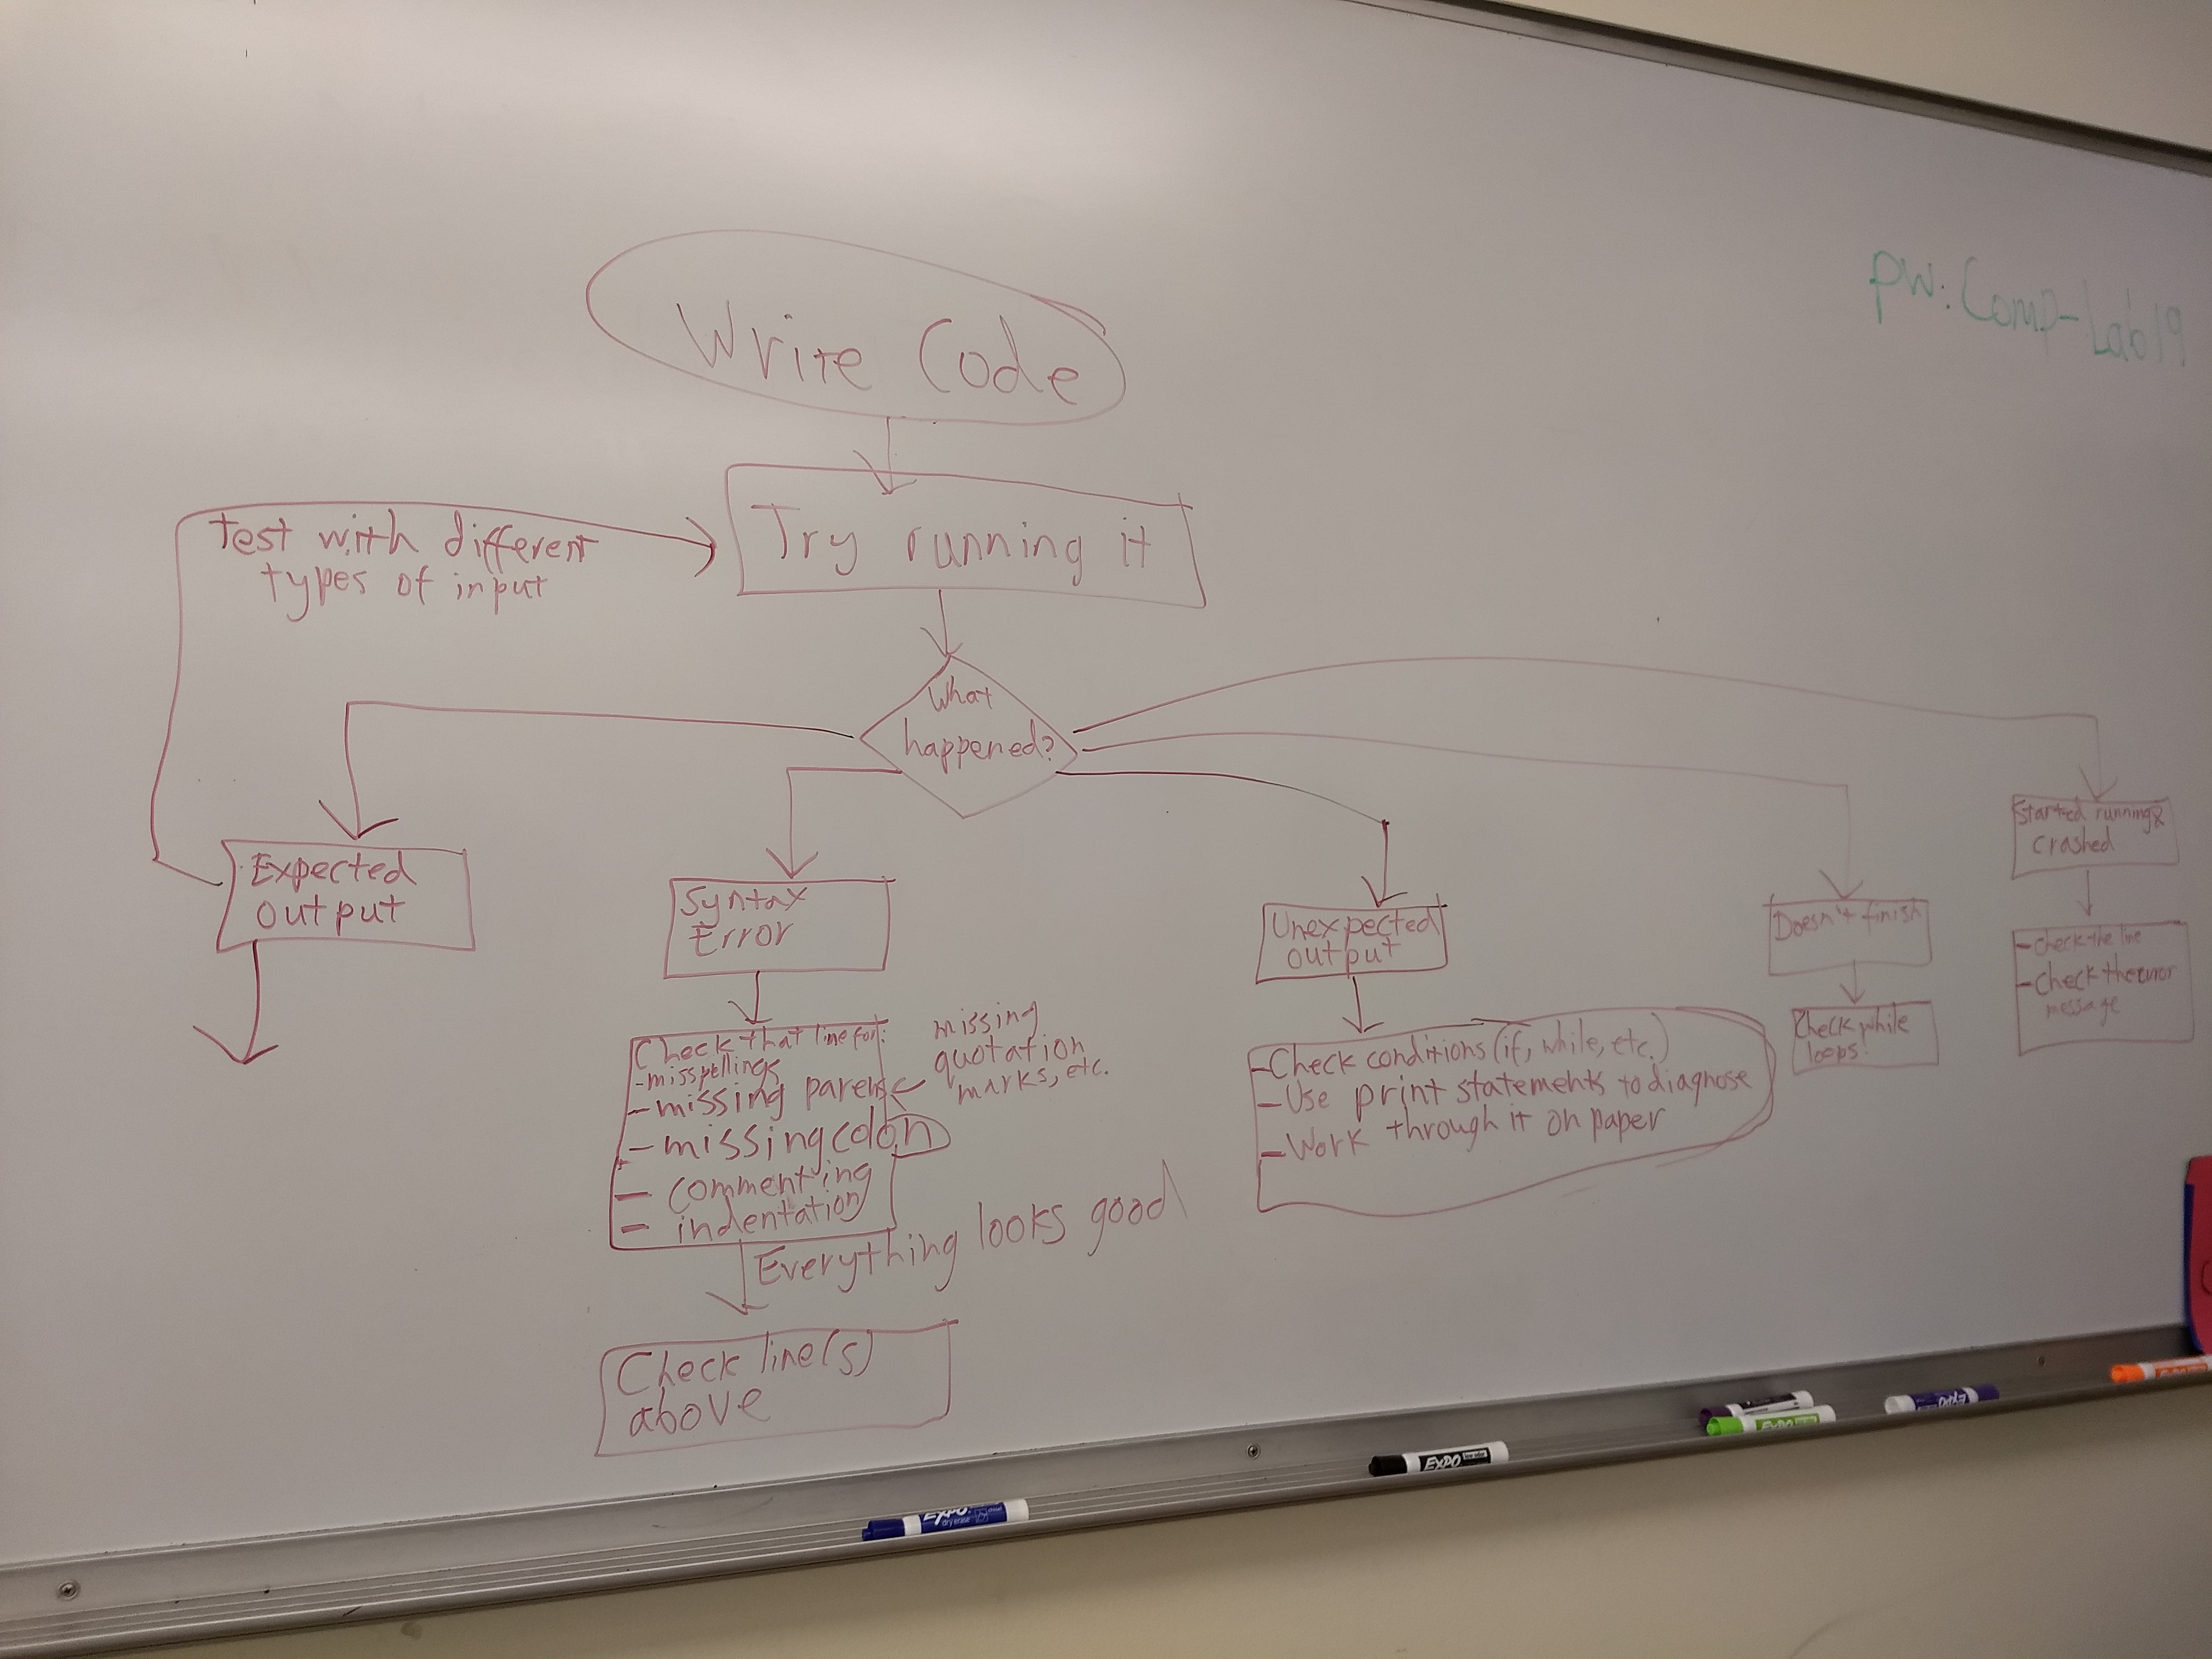 Write Code
pw: Comp-Lab19
Try running it
test with different
types of input
What
happened?
Expected
output
Syntax
Error
Check that line for:
-misspellings
-missing parens
-missing colon
- commenting
- indentation
missing
quotation
marks, etc.
Everything looks good
Check line(s)
above
Unexpected
output
-Check conditions (if, while, etc.)
-Use print statements to diagnose
-Work through it on paper
Doesn't finish
Check while
loops!
Started running &
crashed
-check the line
-check the error
message
EXPO
dry erase
EXPO
EXPO
EXPO